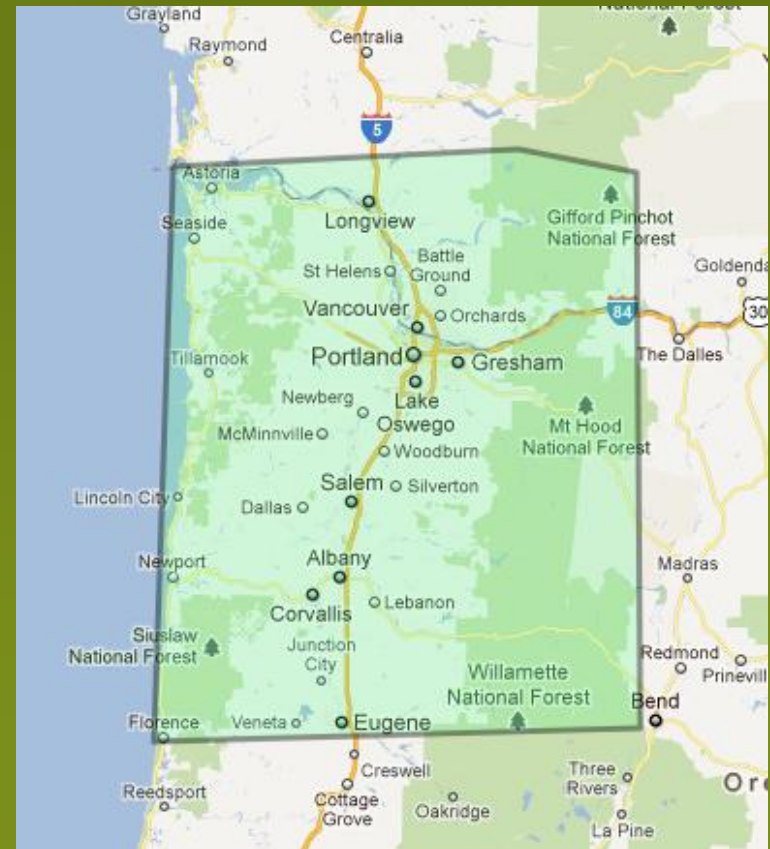 National Forest
Grayland
Raymond
Centralia
5
Astoria
Longview
Seaside
Gifford Pinchot
National Forest
Battle
Ground
St Helens
Goldenda
Vancouver
Orchards
84
30
Portland
Gresham
The Dalles
Tillamook
Newberg
Lake
Oswego
McMinnville
Mt Hood
National Forest
Woodburn
Salem
Silverton
Lincoln City
Dallas
Albany
Newport
Madras
Corvallis
Lebanon
Siuslaw
National Forest
Junction
City
Redmond
Prinevill
Willamette
National Forest
Bend
Florence
Veneta
Eugene
Creswell
Three
Rivers
Ore
Reedsport
Cottage
Grove
Oakridge
La Pine